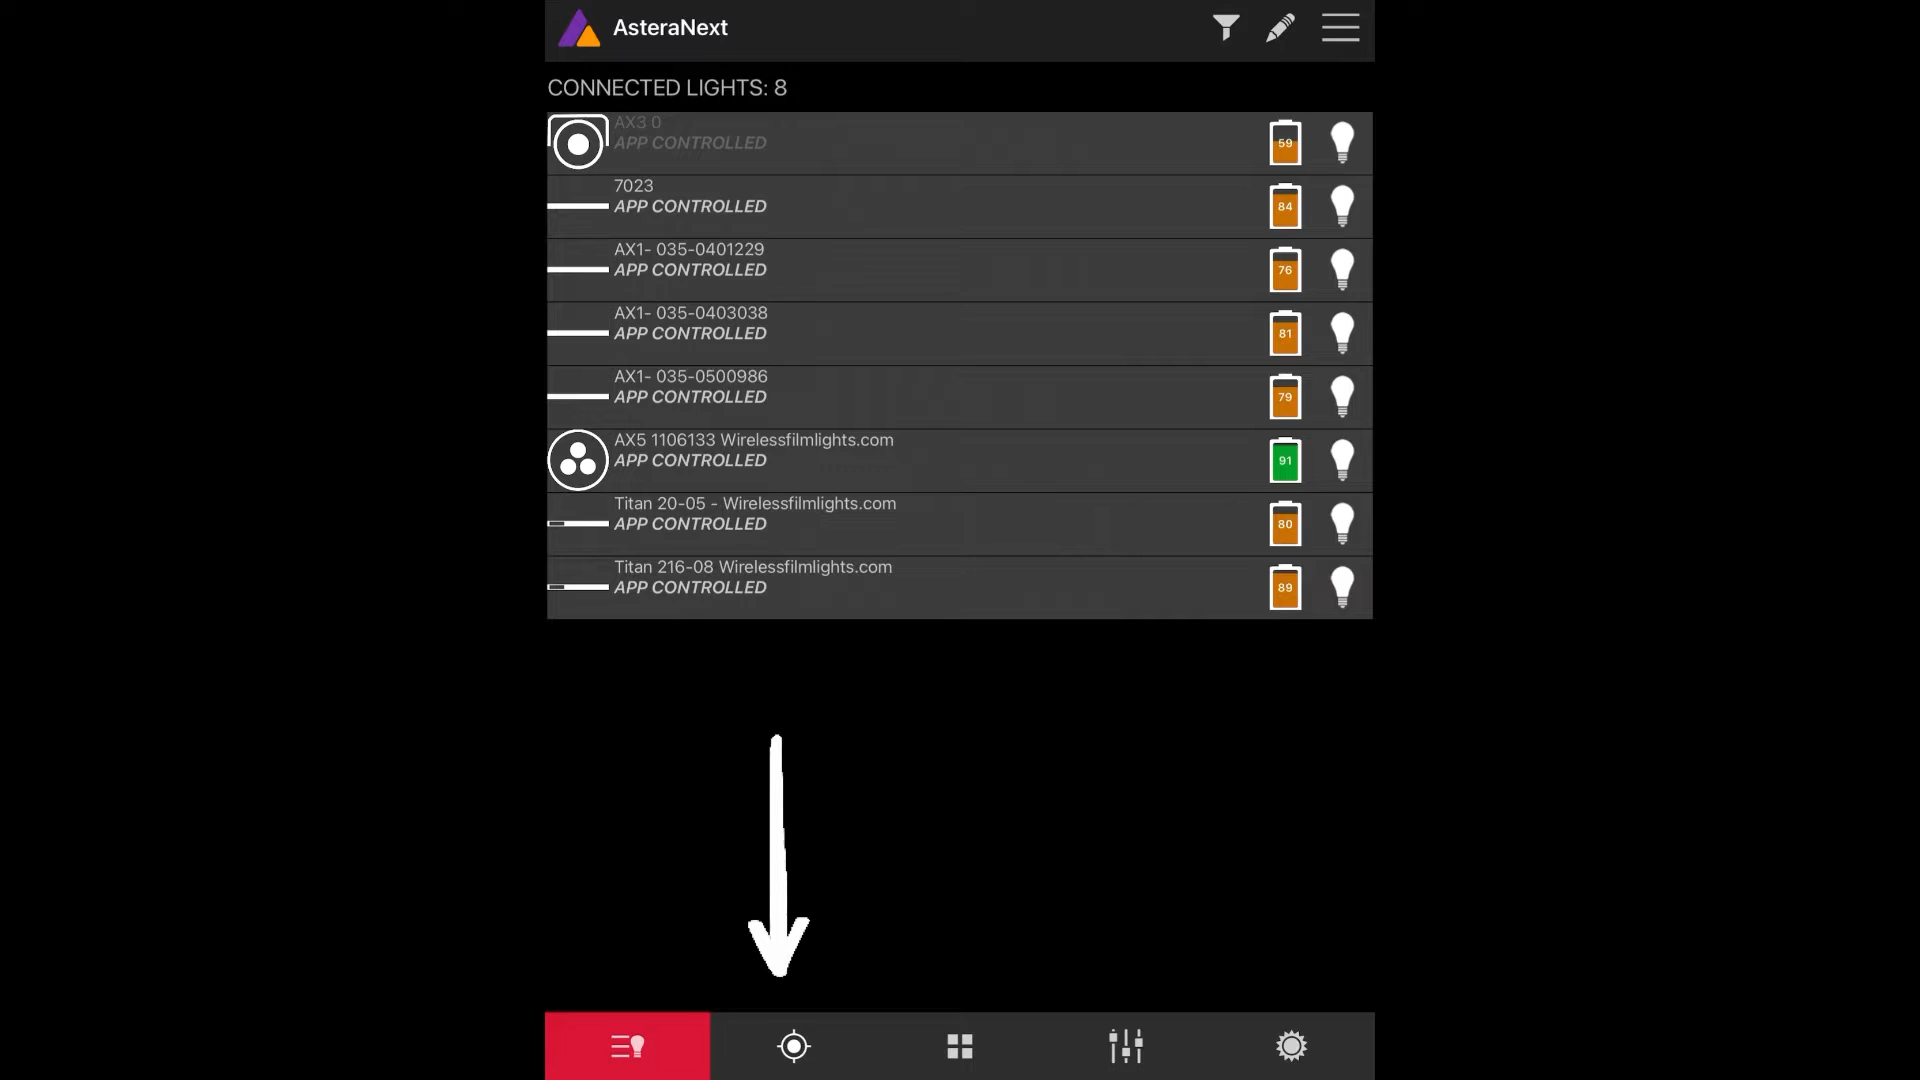 AsteraNext
CONNECTED LIGHTS: 8
AX3 0
APP CONTROLLED
59
7023
APP CONTROLLED
84
AX1- 035-0401229
APP CONTROLLED
76
AX1- 035-0403038
APP CONTROLLED
81
AX1- 035-0500986
APP CONTROLLED
79
AX5 1106133 Wirelessfilmlights.com
APP CONTROLLED
91
Titan 20-05 - Wirelessfilmlights.com
APP CONTROLLED
80
Titan 216-08 Wirelessfilmlights.com
APP CONTROLLED
89